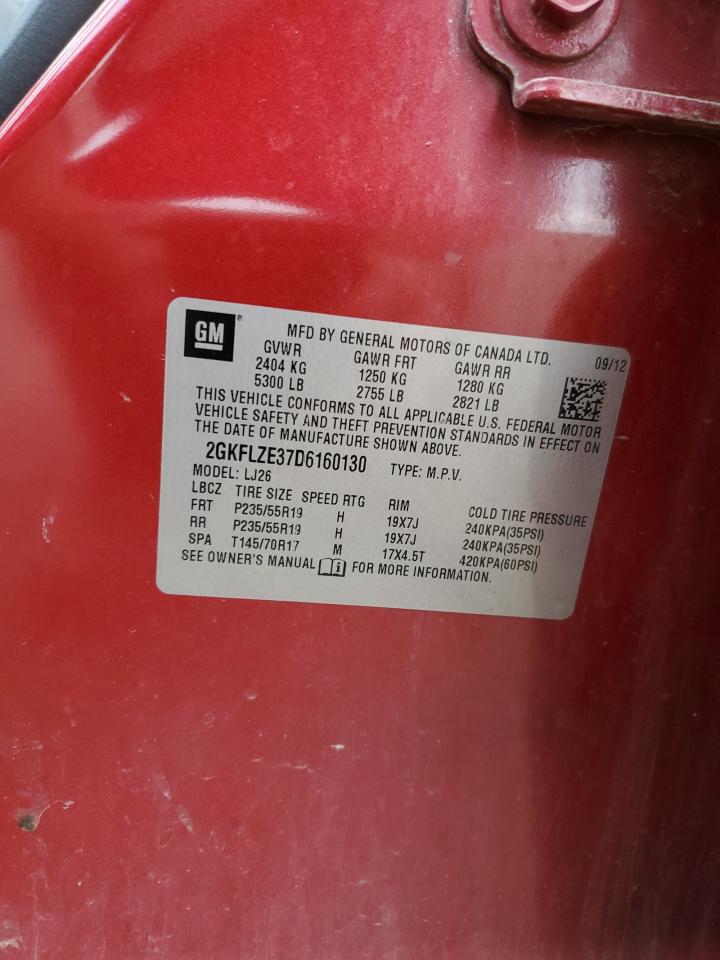 GM®
MFD BY GENERAL MOTORS OF CANADA LTD. 09/12
GVWR GAWR FRT GAWR RR
2404 KG 1250 KG 1280 KG
5300 LB 2755 LB 2821 LB
THIS VEHICLE CONFORMS TO ALL APPLICABLE U.S. FEDERAL MOTOR
VEHICLE SAFETY AND THEFT PREVENTION STANDARDS IN EFFECT ON
THE DATE OF MANUFACTURE SHOWN ABOVE.
2GKFLZE37D6160130 TYPE: M.P.V.
MODEL: LJ26
LBCZ TIRE SIZE SPEED RTG RIM COLD TIRE PRESSURE
FRT P235/55R19 H 19X7J 240KPA(35PSI)
RR P235/55R19 H 19X7J 240KPA(35PSI)
SPA T145/70R17 M 17X4.5T 420KPA(60PSI)
SEE OWNER'S MANUAL i FOR MORE INFORMATION.